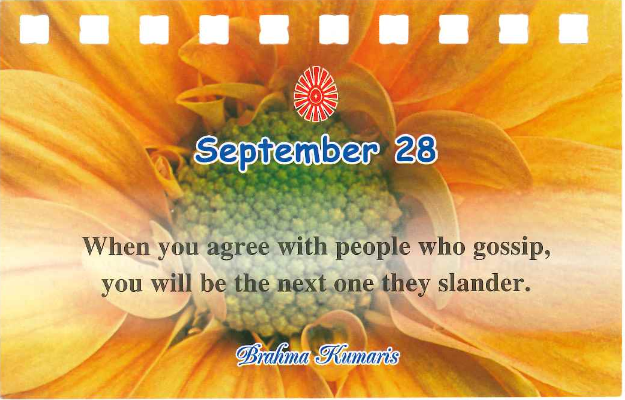 September 28
When you agree with people who gossip,
you will be the next one they slander.
Brahma Kumaris